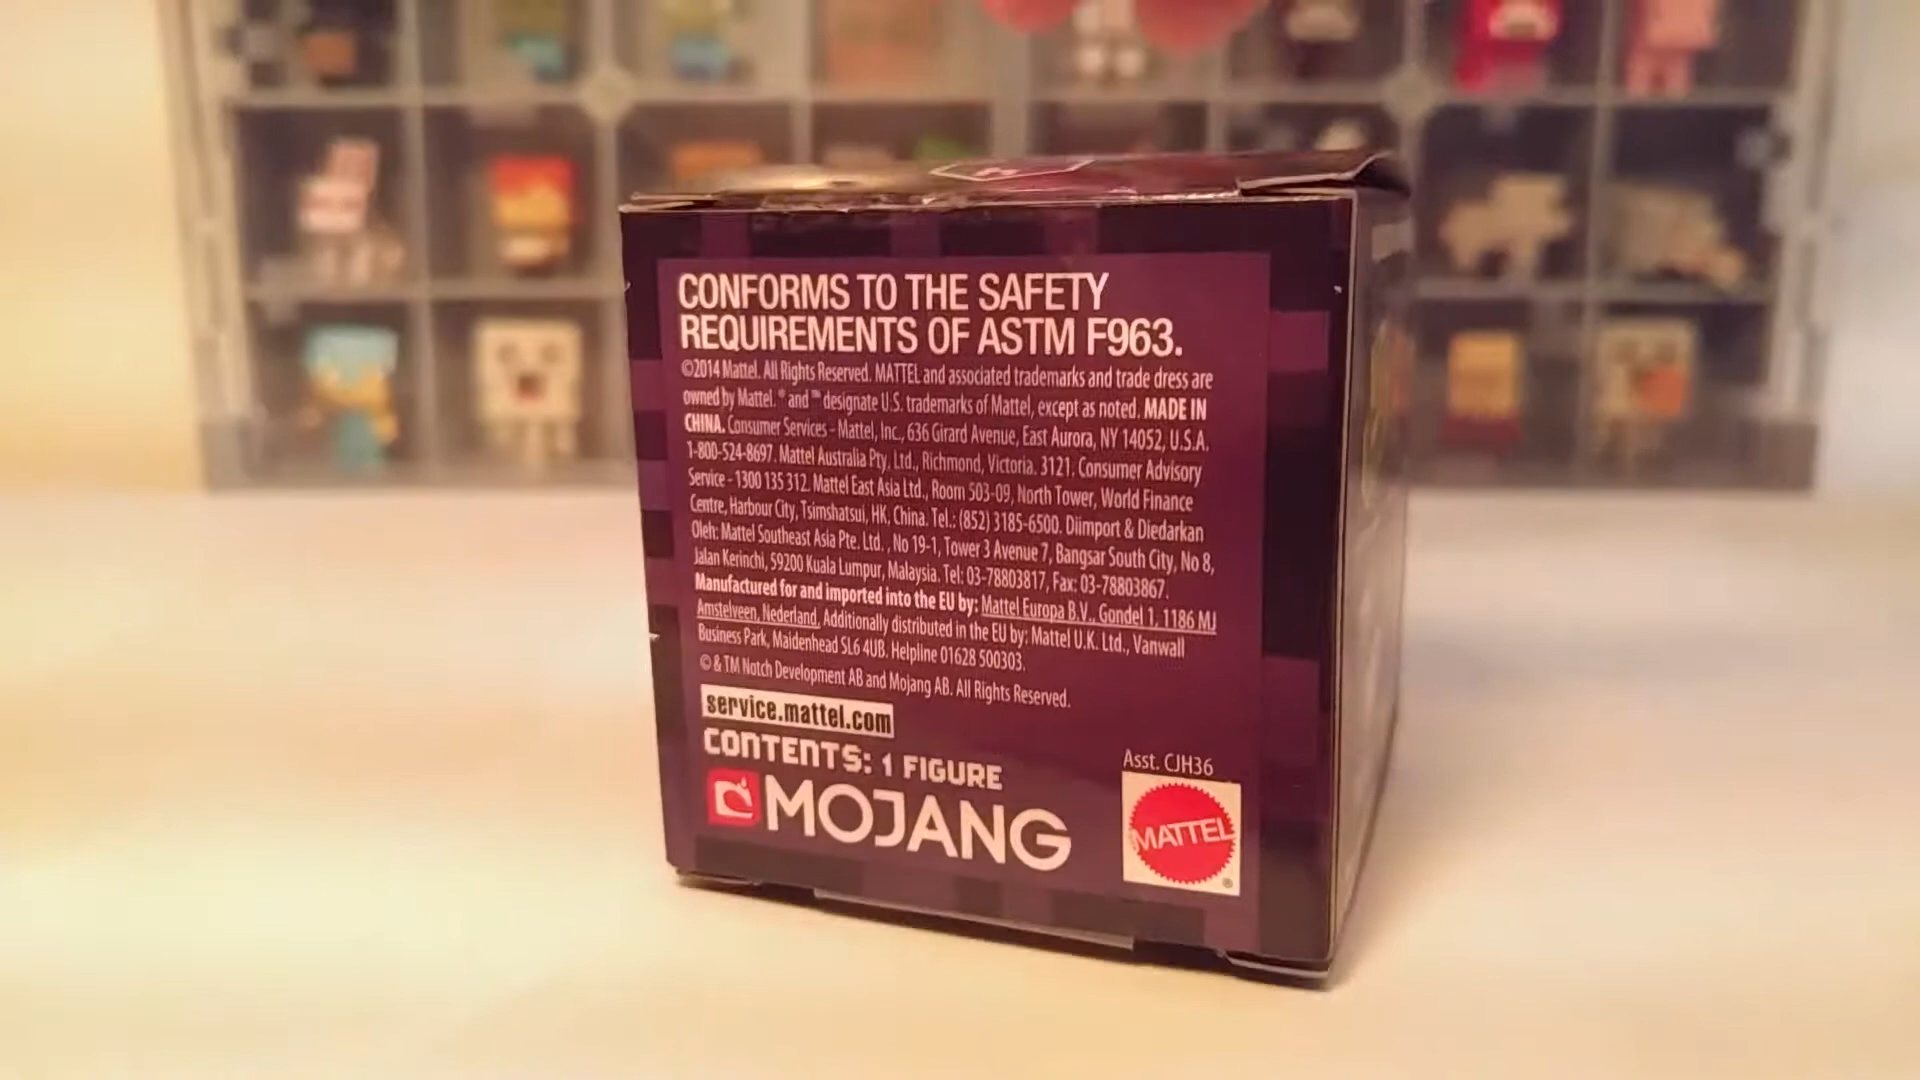 CONFORMS TO THE SAFETY
REQUIREMENTS OF ASTM F963.
©2014 Mattel. All Rights Reserved. MATTEL and associated trademarks and trade dress are
owned by Mattel. ® and ™ designate U.S. trademarks of Mattel, except as noted. MADE IN
CHINA. Consumer Services - Mattel, Inc., 636 Girard Avenue, East Aurora, NY 14052, U.S.A.
1-800-524-8697. Mattel Australia Pty. Ltd., Richmond, Victoria. 3121. Consumer Advisory
Service - 1300 135 312. Mattel East Asia Ltd., Room 503-09, North Tower, World Finance
Centre, Harbour City, Tsimshatsui, HK, China. Tel.: (852) 3185-6500. Diimport & Diedarkan
Oleh: Mattel Southeast Asia Pte. Ltd. , No 19-1, Tower 3 Avenue 7, Bangsar South City, No 8,
Jalan Kerinchi, 59200 Kuala Lumpur, Malaysia. Tel: 03-78803817, Fax: 03-78803867.
Manufactured for and imported into the EU by: Mattel Europa B.V., Gondel 1, 1186 MJ
Amstelveen, Nederland. Additionally distributed in the EU by: Mattel U.K. Ltd., Vanwall
Business Park, Maidenhead SL6 4UB. Helpline 01628 500303.
© & TM Notch Development AB and Mojang AB. All Rights Reserved.
service.mattel.com
CONTENTS: 1 FIGURE
Asst. CJH36
MOJANG
MATTEL
®